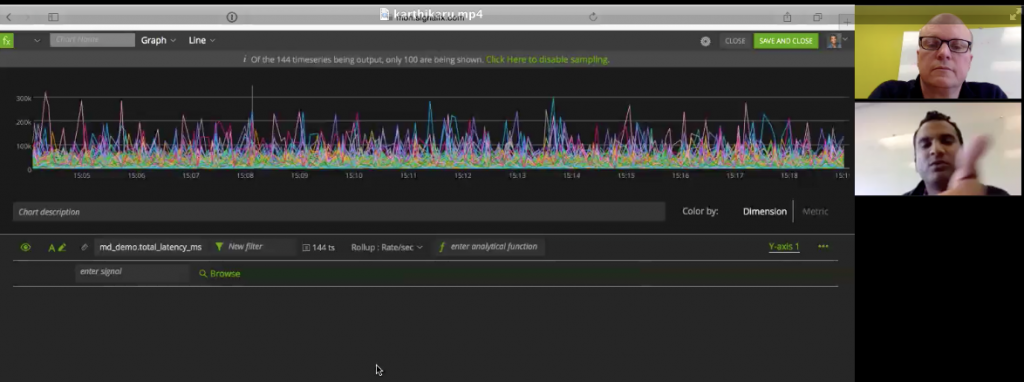 karthikaru.mp4
mon.signalfx.com
fx Chart Name Graph Line CLOSE SAVE AND CLOSE
i Of the 144 timeseries being output, only 100 are being shown. Click Here to disable sampling.
300k
200k
100k
0
15:05 15:06 15:07 15:08 15:09 15:10 15:11 15:12 15:13 15:14 15:15 15:16 15:17 15:18
Chart description Color by: Dimension Metric
A md_demo.total_latency_ms New filter 144 ts Rollup : Rate/sec f enter analytical function Y-axis 1
enter signal Browse